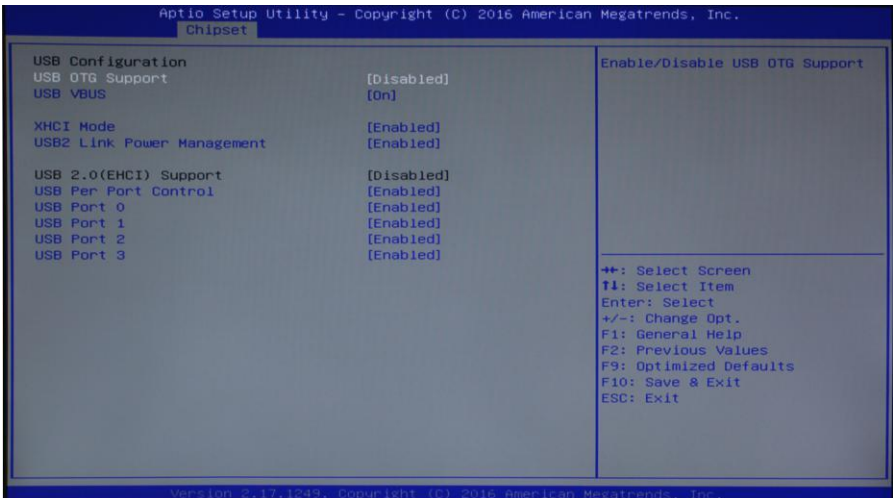 Aptio Setup Utility – Copyright (C) 2016 American Megatrends, Inc.
Chipset
USB Configuration
USB OTG Support [Disabled]
USB VBUS [On]
XHCI Mode [Enabled]
USB2 Link Power Management [Enabled]
USB 2.0(EHCI) Support [Disabled]
USB Per Port Control [Enabled]
USB Port 0 [Enabled]
USB Port 1 [Enabled]
USB Port 2 [Enabled]
USB Port 3 [Enabled]
Enable/Disable USB OTG Support
→←: Select Screen
↑↓: Select Item
Enter: Select
+/-: Change Opt.
F1: General Help
F2: Previous Values
F9: Optimized Defaults
F10: Save & Exit
ESC: Exit
Version 2.17.1249. Copyright (C) 2016 American Megatrends, Inc.